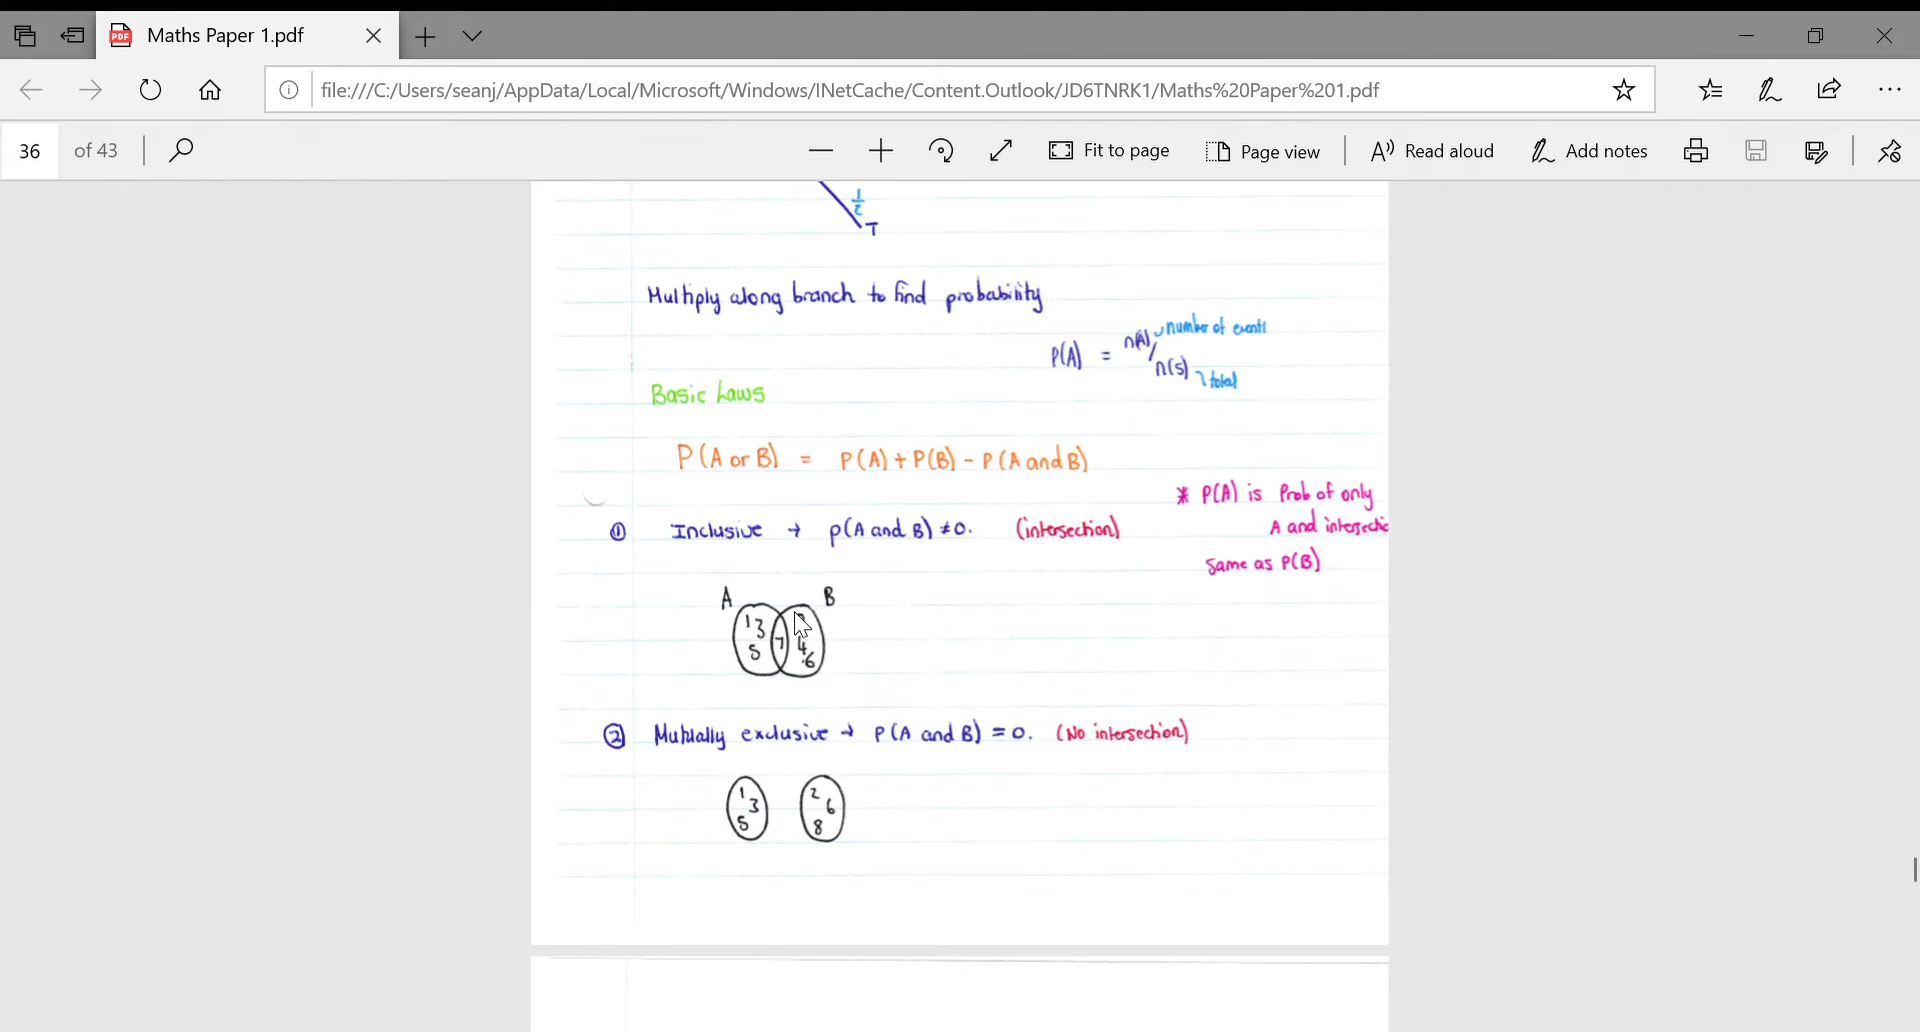 Maths Paper 1.pdf
file:///C:/Users/seanj/AppData/Local/Microsoft/Windows/INetCache/Content.Outlook/JD6TNRK1/Maths%20Paper%201.pdf
36 of 43 Fit to page Page view Read aloud Add notes
1/2
T
Multiply along branch to find probability
P(A) = n(A)/n(S) number of events
total
Basic Laws
P(A or B) = P(A) + P(B) - P(A and B)
* P(A) is Prob of only
A and intersectio
Same as P(B)
① Inclusive → p(A and B) ≠ 0. (intersection)
A B
1 3
5 7 4
6
② Mutually exclusive → P(A and B) = 0. (No intersection)
1 3 5 2 6 8